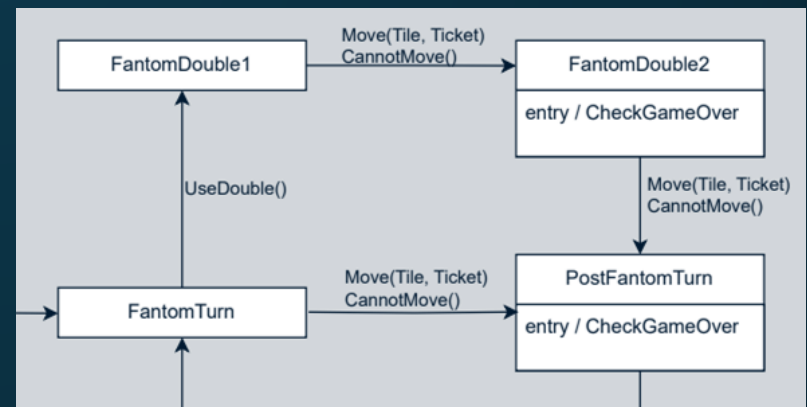 Move(Tile, Ticket)
CannotMove()
FantomDouble1
FantomDouble2
entry / CheckGameOver
UseDouble()
Move(Tile, Ticket)
CannotMove()
Move(Tile, Ticket)
CannotMove()
FantomTurn
PostFantomTurn
entry / CheckGameOver